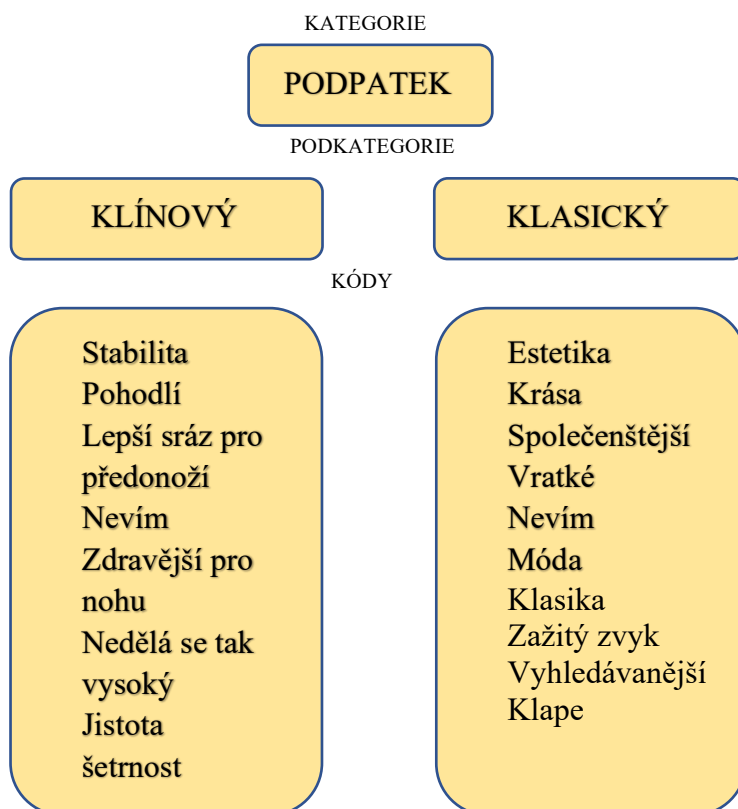 KATEGORIE
PODPATEK
PODKATEGORIE
KLÍNOVÝ
KLASICKÝ
KÓDY
Stabilita
Pohodlí
Lepší sráz pro
předonoží
Nevím
Zdravější pro
nohu
Nedělá se tak
vysoký
Jistota
šetrnost
Estetika
Krása
Společenštější
Vratké
Nevím
Móda
Klasika
Zažitý zvyk
Vyhledávanější
Klape